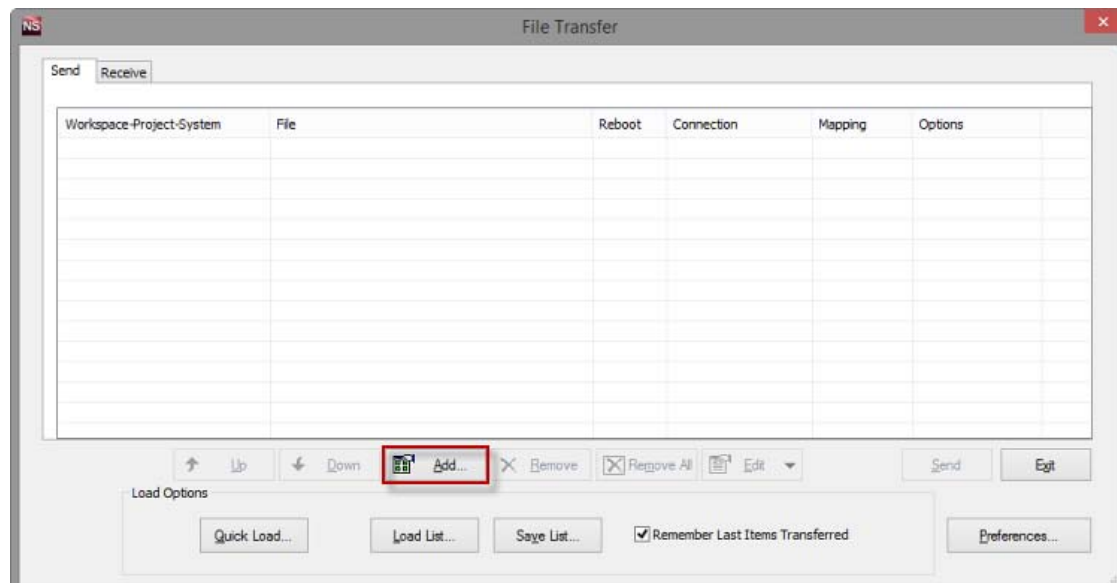 NS File Transfer ×
Send Receive
Workspace-Project-System File Reboot Connection Mapping Options
Up Down Add... Remove Remove All Edit Send Exit
Load Options
Quick Load... Load List... Save List... Remember Last Items Transferred Preferences...